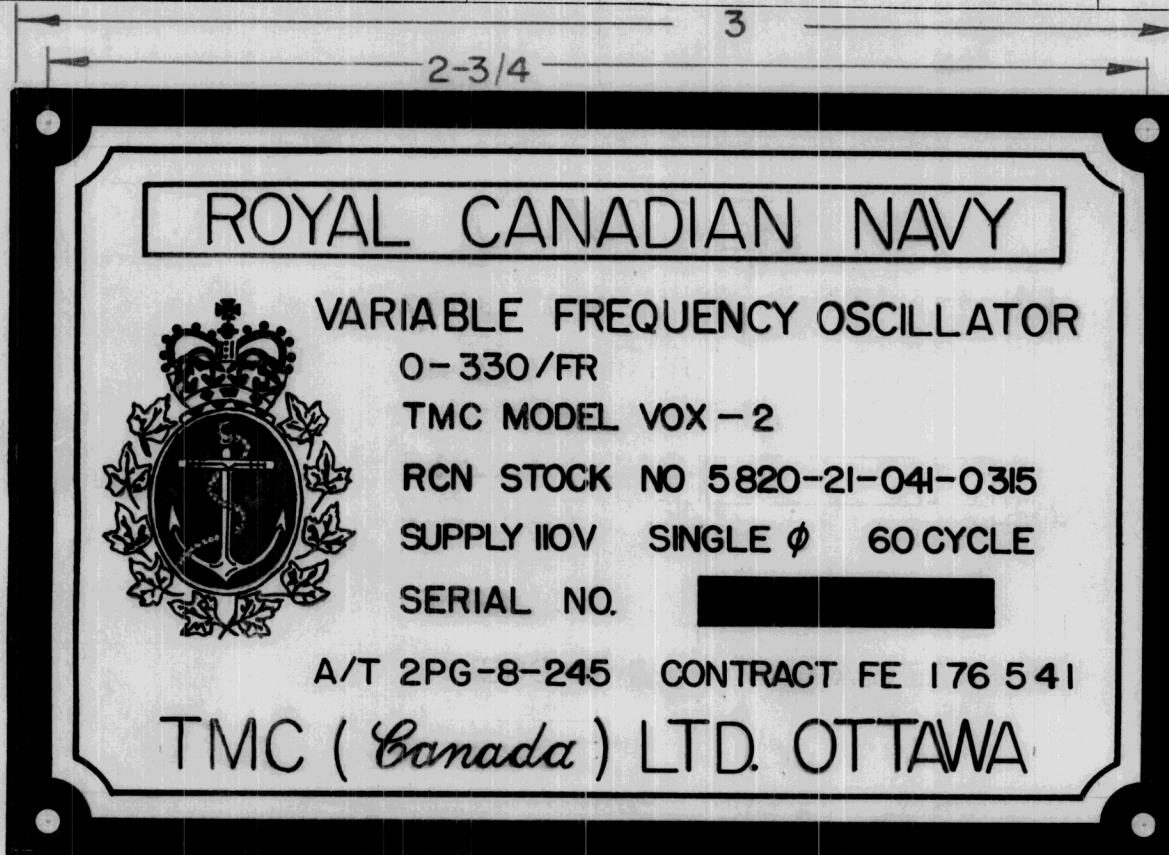 3
2-3/4
ROYAL CANADIAN NAVY
VARIABLE FREQUENCY OSCILLATOR
O-330/FR
TMC MODEL VOX-2
RCN STOCK NO 5820-21-041-0315
SUPPLY 110V SINGLE ϕ 60 CYCLE
SERIAL NO.
A/T 2PG-8-245 CONTRACT FE 176541
TMC (Canada) LTD. OTTAWA